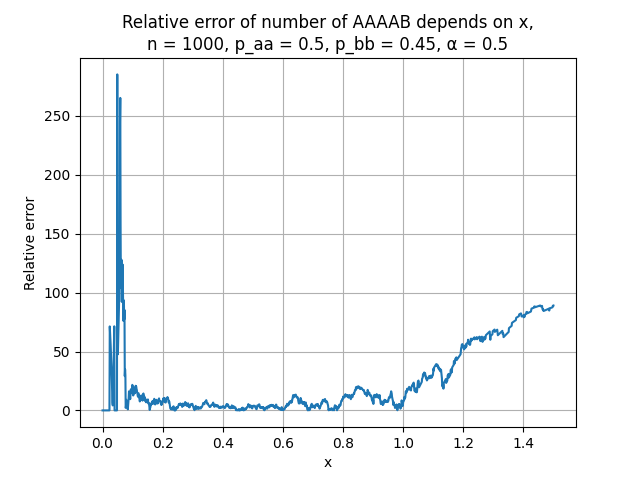 Relative error of number of AAAAB depends on x,
n = 1000, p_aa = 0.5, p_bb = 0.45, α = 0.5
250
200
150
100
50
0
Relative error
0.0 0.2 0.4 0.6 0.8 1.0 1.2 1.4
x